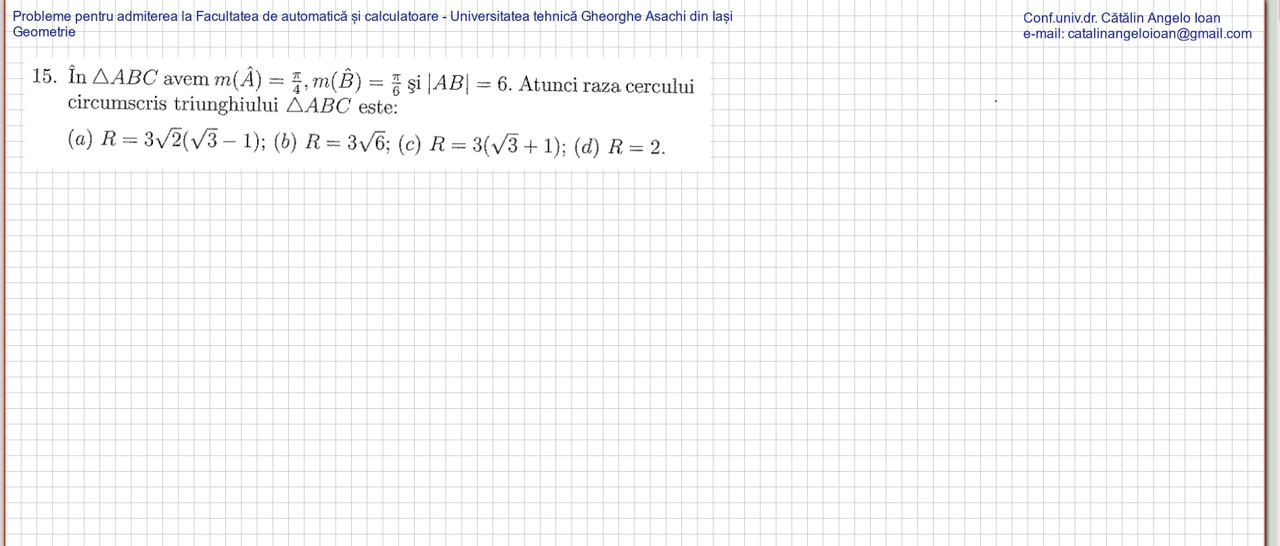 Probleme pentru admiterea la Facultatea de automatică și calculatoare - Universitatea tehnică Gheorghe Asachi din Iași
Geometrie
Conf.univ.dr. Cătălin Angelo Ioan
e-mail: catalinangeloioan@gmail.com
15. În △ABC avem m(Â) = π/4, m(B̂) = π/6 şi |AB| = 6. Atunci raza cercului
circumscris triunghiului △ABC este:
(a) R = 3√2(√3 − 1); (b) R = 3√6; (c) R = 3(√3 + 1); (d) R = 2.